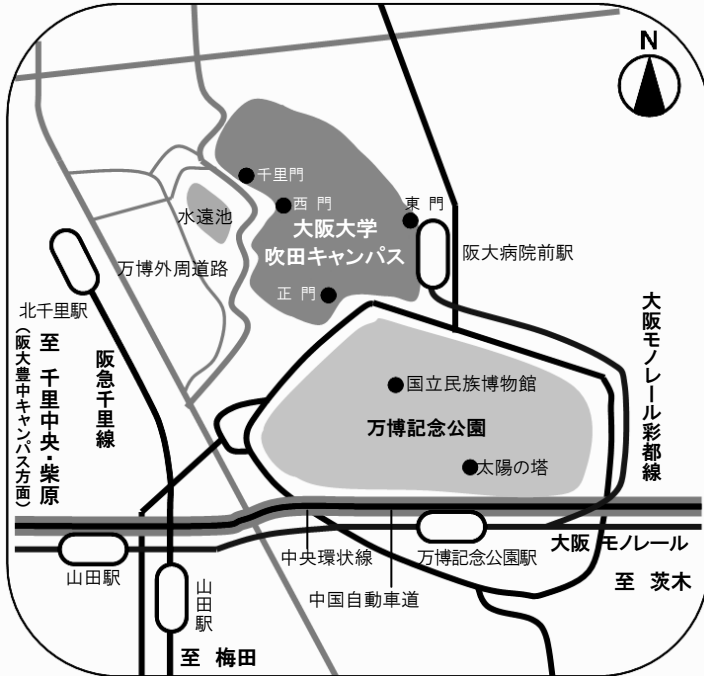 N
千里門
西門
東門
水遠池
大阪大学
吹田キャンパス
阪大病院前駅
万博外周道路
正門
北千里駅
大阪モノレール彩都線
至 千里中央・柴原
(阪大豊中キャンパス方面)
阪急千里線
国立民族博物館
万博記念公園
太陽の塔
中央環状線
万博記念公園駅
大阪 モノレール
山田駅
中国自動車道
至 茨木
山田駅
至 梅田